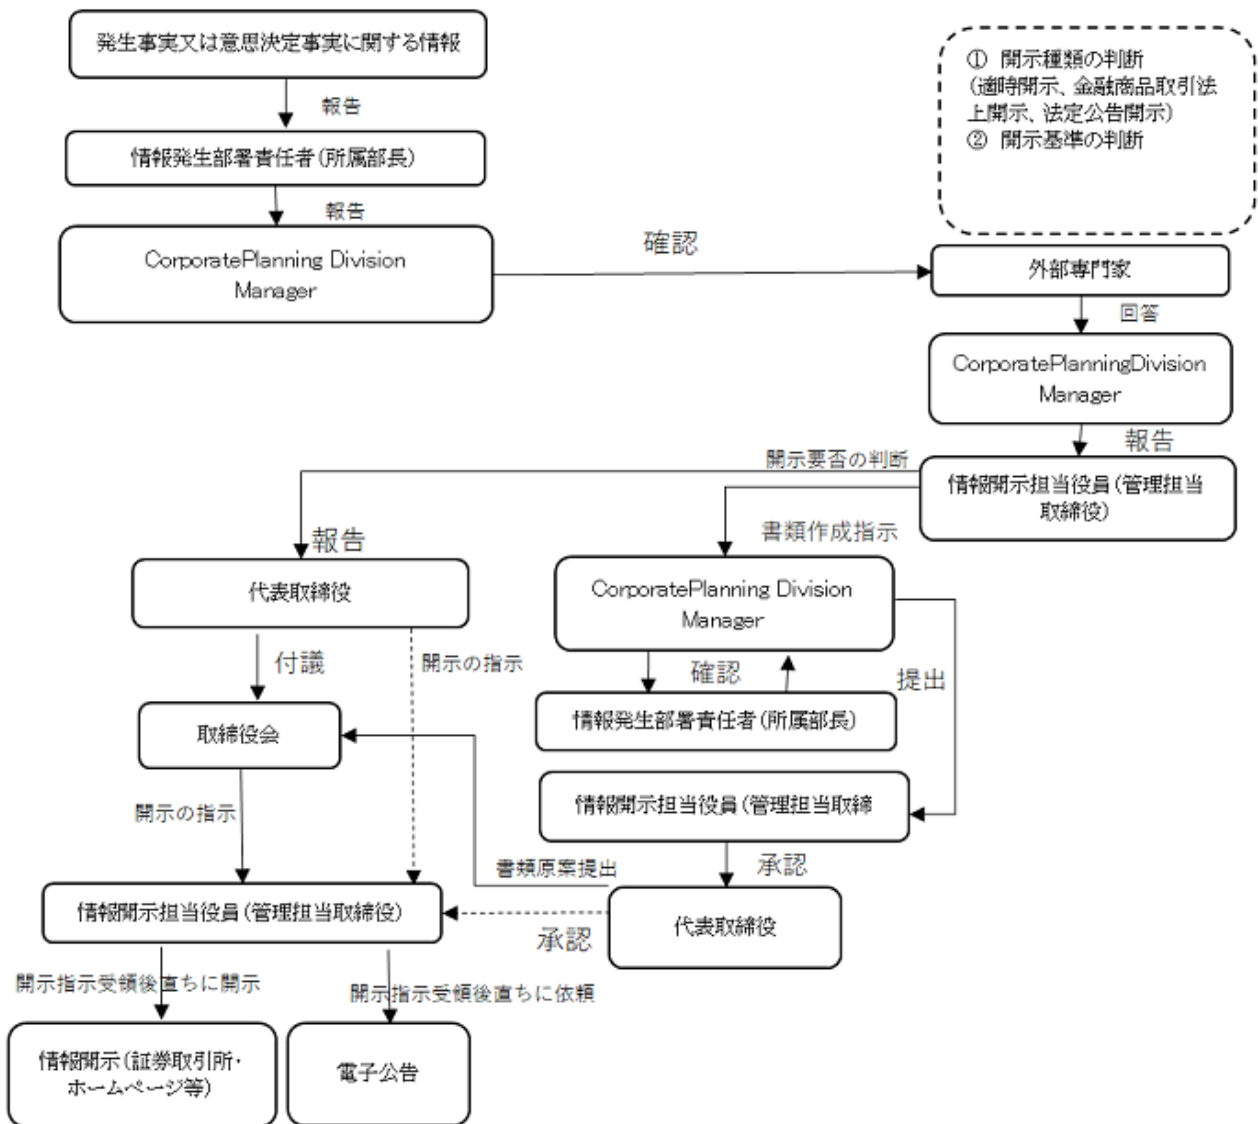 発生事実又は意思決定事実に関する情報
報告
情報発生部署責任者(所属部長)
報告
CorporatePlanning Division
Manager
確認
① 開示種類の判断
(適時開示、金融商品取引法
上開示、法定公告開示)
② 開示基準の判断
外部専門家
回答
CorporatePlanningDivision
Manager
報告
情報開示担当役員(管理担当
取締役)
開示要否の判断
報告
書類作成指示
代表取締役
CorporatePlanning Division
Manager
付議
開示の指示
確認
提出
取締役会
情報発生部署責任者(所属部長)
開示の指示
情報開示担当役員(管理担当取締
承認
書類原案提出
情報開示担当役員(管理担当取締役)
承認
代表取締役
開示指示受領後直ちに開示
開示指示受領後直ちに依頼
情報開示(証券取引所・
ホームページ等)
電子公告